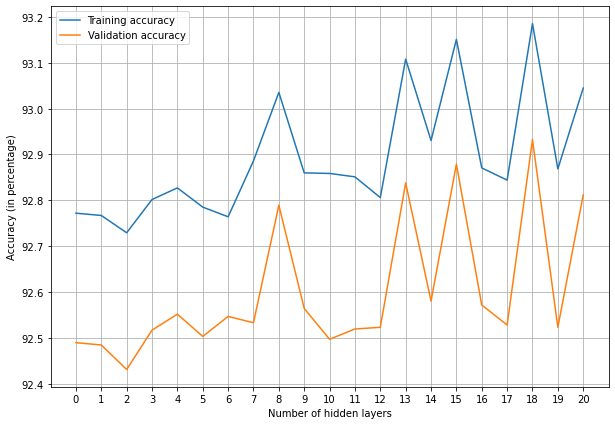 Training accuracy
Validation accuracy
93.2
93.1
93.0
92.9
92.8
92.7
92.6
92.5
92.4
Accuracy (in percentage)
0 1 2 3 4 5 6 7 8 9 10 11 12 13 14 15 16 17 18 19 20
Number of hidden layers